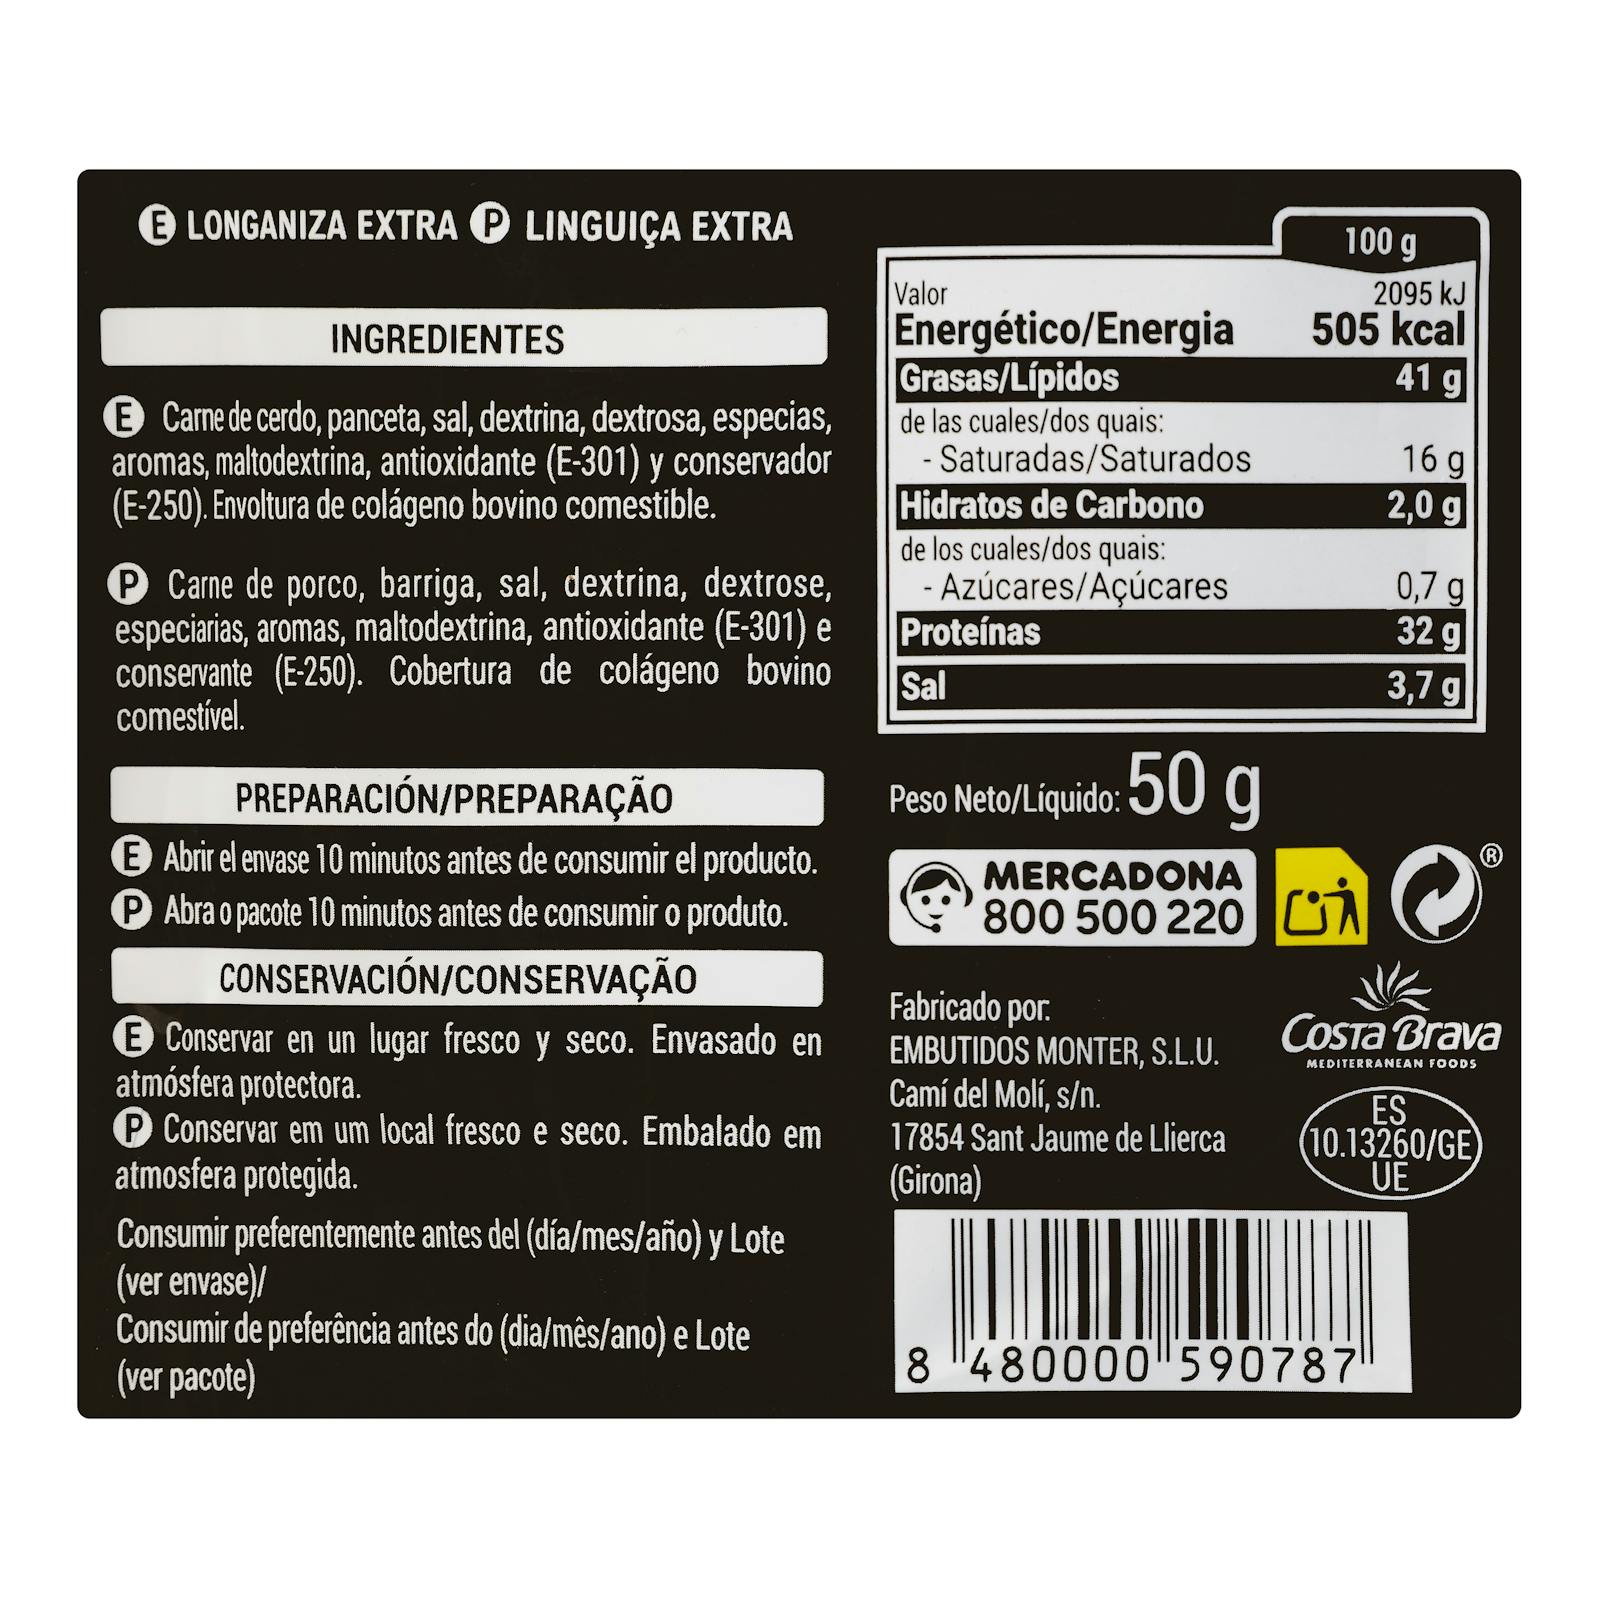 E LONGANIZA EXTRA P LINGUIÇA EXTRA
INGREDIENTES
E Carne de cerdo, panceta, sal, dextrina, dextrosa, especias,
aromas, maltodextrina, antioxidante (E-301) y conservador
(E-250). Envoltura de colágeno bovino comestible.
P Carne de porco, barriga, sal, dextrina, dextrose,
especiarias, aromas, maltodextrina, antioxidante (E-301) e
conservante (E-250). Cobertura de colágeno bovino
comestível.
PREPARACIÓN/PREPARAÇÃO
E Abrir el envase 10 minutos antes de consumir el producto.
P Abra o pacote 10 minutos antes de consumir o produto.
CONSERVACIÓN/CONSERVAÇÃO
E Conservar en un lugar fresco y seco. Envasado en
atmósfera protectora.
P Conservar em um local fresco e seco. Embalado em
atmosfera protegida.
Consumir preferentemente antes del (día/mes/año) y Lote
(ver envase)/
Consumir de preferência antes do (dia/mês/ano) e Lote
(ver pacote)
100 g
Valor 2095 kJ
Energético/Energia 505 kcal
Grasas/Lípidos 41 g
de las cuales/dos quais:
- Saturadas/Saturados 16 g
Hidratos de Carbono 2,0 g
de los cuales/dos quais:
- Azúcares/Açúcares 0,7 g
Proteínas 32 g
Sal 3,7 g
Peso Neto/Líquido: 50 g
MERCADONA
800 500 220
®
Fabricado por:
EMBUTIDOS MONTER, S.L.U.
Camí del Molí, s/n.
17854 Sant Jaume de Llierca
(Girona)
Costa Brava
MEDITERRANEAN FOODS
ES
10.13260/GE
UE
8 480000 590787